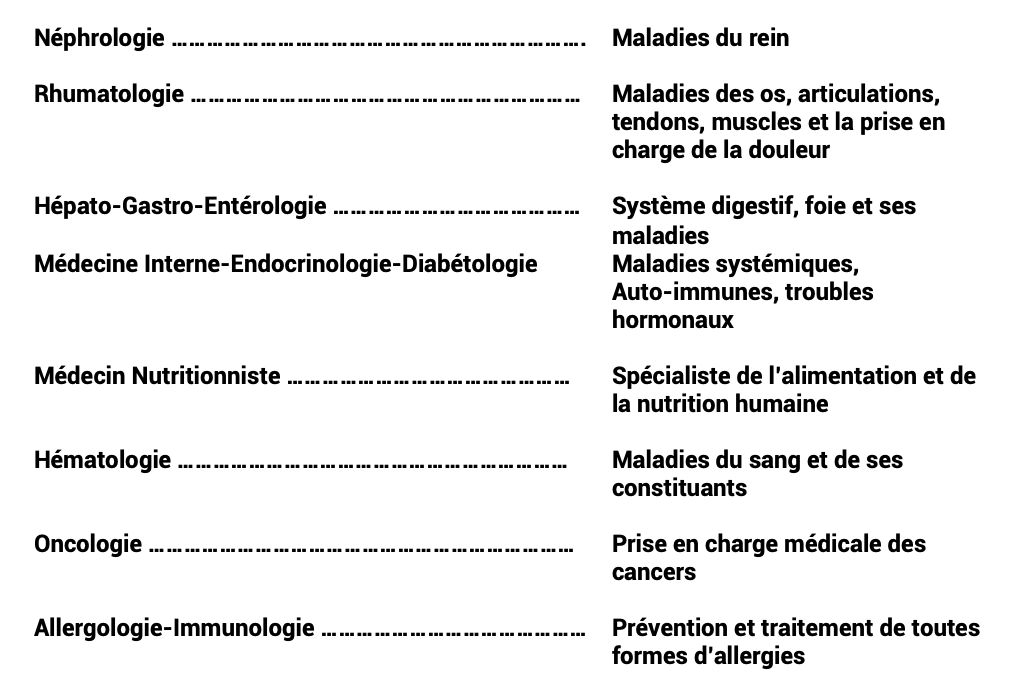 Néphrologie ……………………………………………………………. Maladies du rein
Rhumatologie ………………………………………………………… Maladies des os, articulations,
tendons, muscles et la prise en
charge de la douleur
Hépato-Gastro-Entérologie …………………………………… Système digestif, foie et ses
maladies
Médecine Interne-Endocrinologie-Diabétologie Maladies systémiques,
Auto-immunes, troubles
hormonaux
Médecin Nutritionniste ………………………………………… Spécialiste de l'alimentation et de
la nutrition humaine
Hématologie ………………………………………………………… Maladies du sang et de ses
constituants
Oncologie ……………………………………………………………… Prise en charge médicale des
cancers
Allergologie-Immunologie ……………………………………… Prévention et traitement de toutes
formes d'allergies